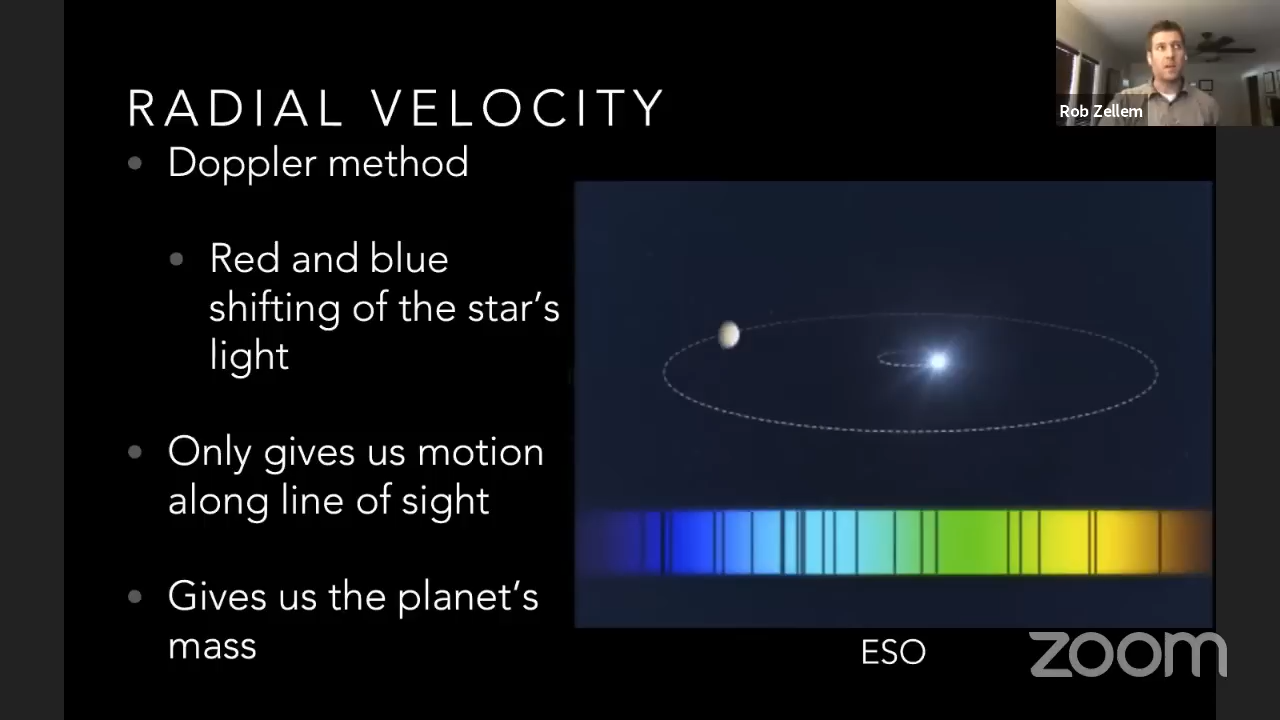 RADIAL VELOCITY
Rob Zellem
• Doppler method
• Red and blue
shifting of the star’s
light
• Only gives us motion
along line of sight
• Gives us the planet’s
mass
ESO
zoom